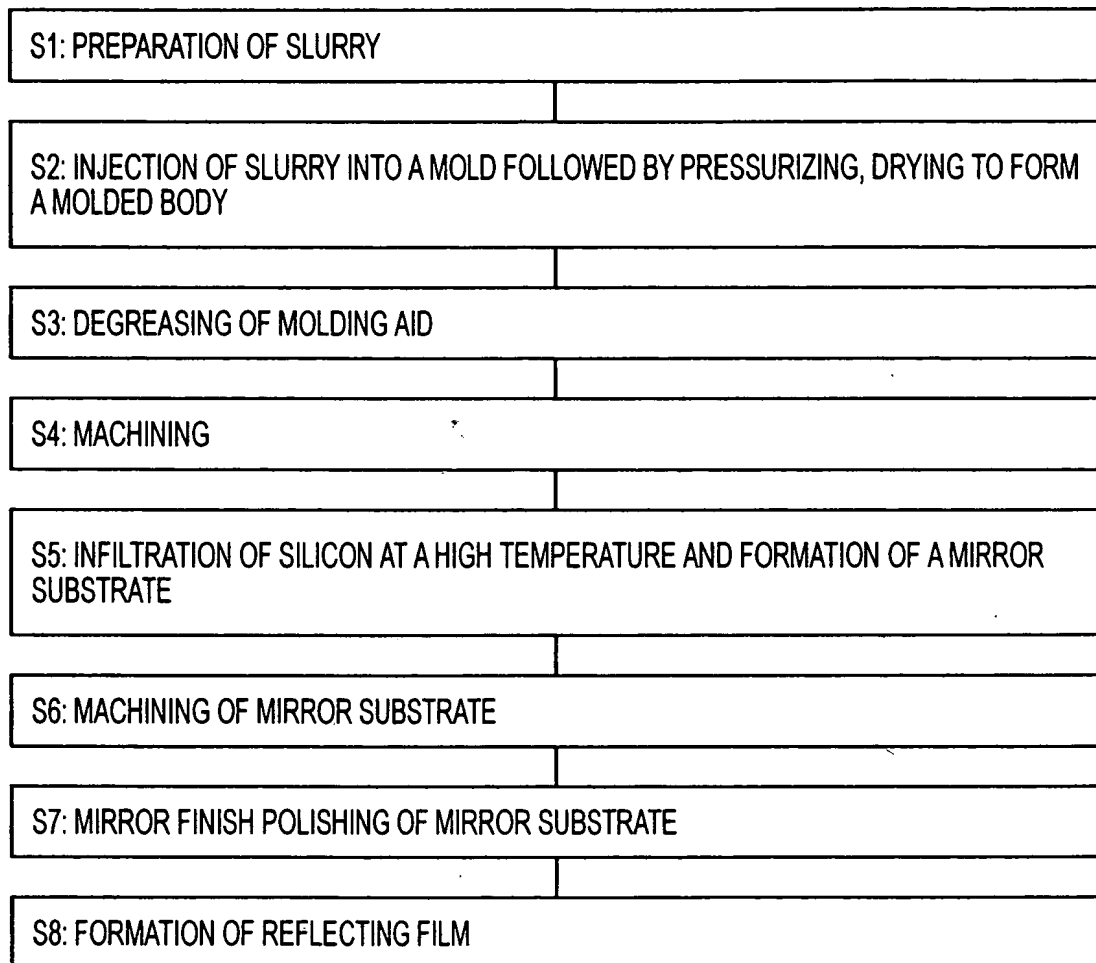 S1: PREPARATION OF SLURRY
S2: INJECTION OF SLURRY INTO A MOLD FOLLOWED BY PRESSURIZING, DRYING TO FORM
A MOLDED BODY
S3: DEGREASING OF MOLDING AID
S4: MACHINING
S5: INFILTRATION OF SILICON AT A HIGH TEMPERATURE AND FORMATION OF A MIRROR
SUBSTRATE
S6: MACHINING OF MIRROR SUBSTRATE
S7: MIRROR FINISH POLISHING OF MIRROR SUBSTRATE
S8: FORMATION OF REFLECTING FILM